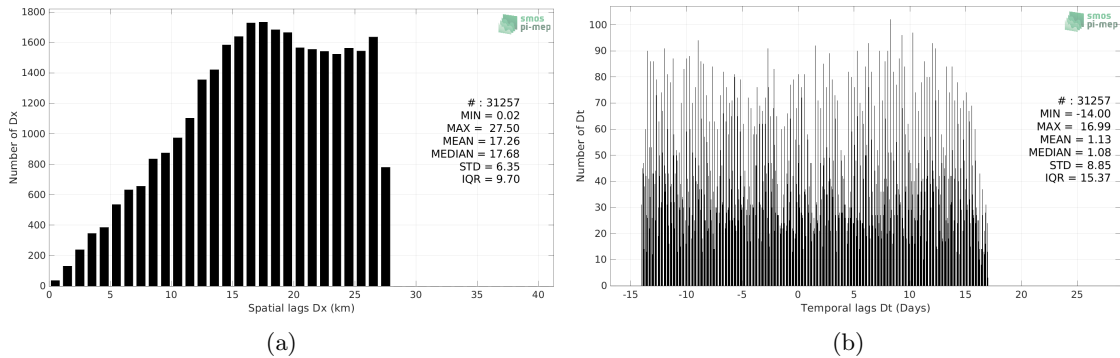 1800
1600
1400
1200
1000
800
600
400
200
0
Number of Dx
0 5 10 15 20 25 30 35 40
Spatial lags Dx (km)
smos
pi-mep
# : 31257
MIN = 0.02
MAX = 27.50
MEAN = 17.26
MEDIAN = 17.68
STD = 6.35
IQR = 9.70
(a)
100
90
80
70
60
50
40
30
20
10
0
Number of Dt
-15 -10 -5 0 5 10 15 20 25
Temporal lags Dt (Days)
smos
pi-mep
# : 31257
MIN = -14.00
MAX = 16.99
MEAN = 1.13
MEDIAN = 1.08
STD = 8.85
IQR = 15.37
(b)